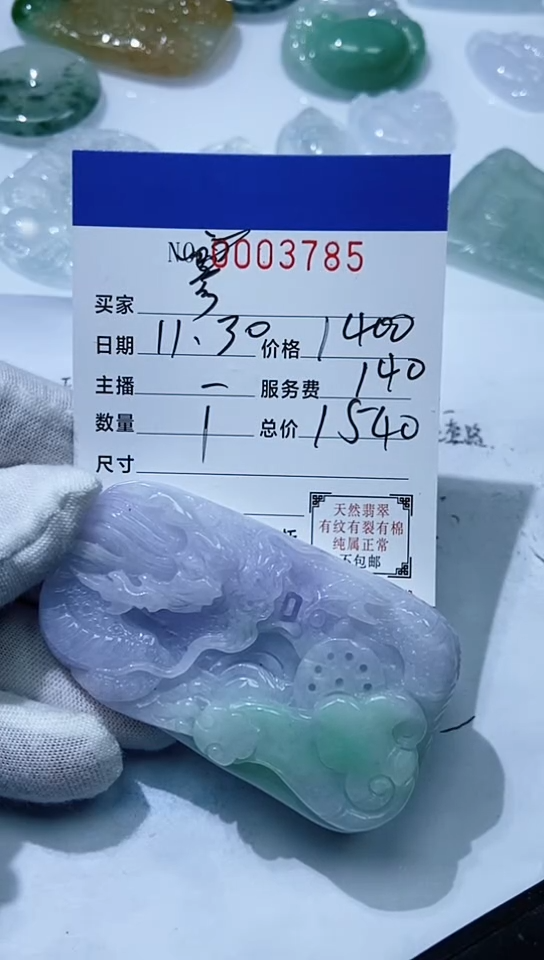 NO 0003785
买家
日期 11.30 价格 1400
主播 一 服务费 140
数量 1 总价 1540
尺寸
天然翡翠
有纹有裂有棉
纯属正常
不包邮